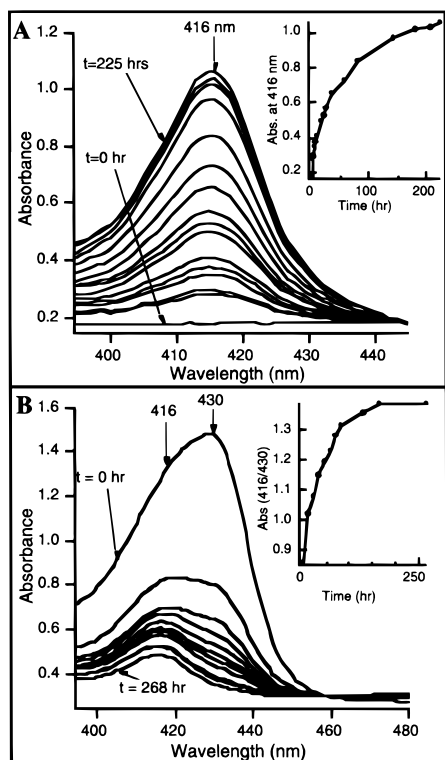 A
416 nm
t=225 hrs
t=0 hr
1.2
1.0
0.8
0.6
0.4
0.2
Absorbance
400 410 420 430 440
Wavelength (nm)
1.0
0.8
0.6
0.4
0.2
Abs. at 416 nm
0 100 200
Time (hr)
B
416
430
t = 0 hr
t = 268 hr
1.6
1.4
1.2
1.0
0.8
0.6
0.4
Absorbance
400 420 440 460 480
Wavelength (nm)
1.3
1.2
1.1
1.0
0.9
Abs (416/430)
0 250
Time (hr)